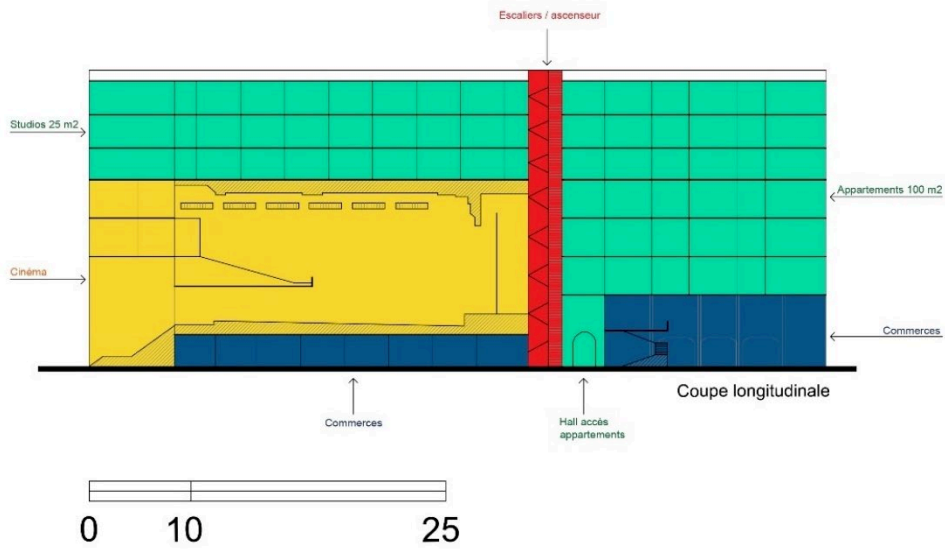 Escaliers / ascenseur
Studios 25 m2
Appartements 100 m2
Cinéma
Commerces
Coupe longitudinale
Commerces
Hall accès
appartements
0 10 25